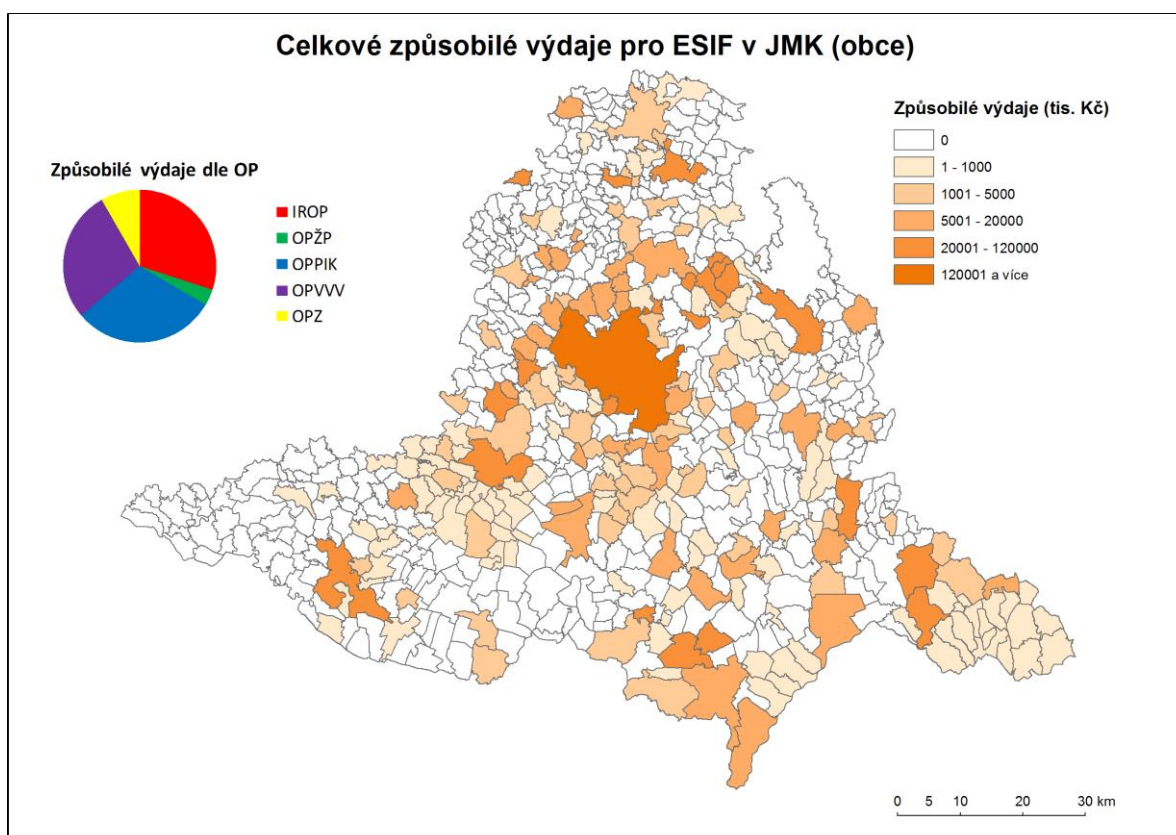 Celkové způsobilé výdaje pro ESIF v JMK (obce)
Způsobilé výdaje dle OP
IROP
OPŽP
OPPIK
OPVVV
OPZ
Způsobilé výdaje (tis. Kč)
0
1 - 1000
1001 - 5000
5001 - 20000
20001 - 120000
120001 a více
0 5 10 20 30 km